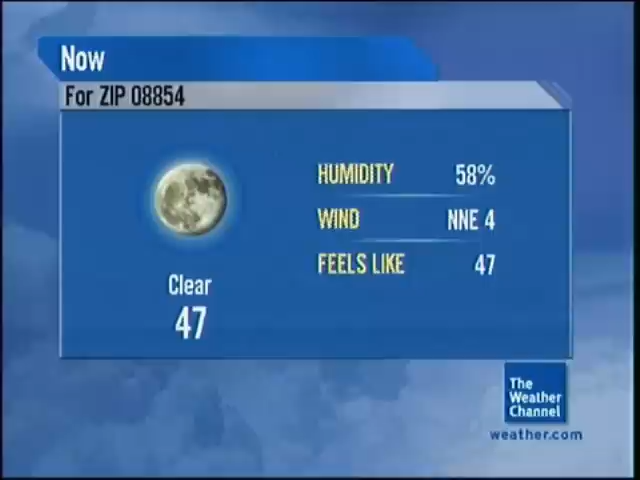 Now
For ZIP 08854
HUMIDITY 58%
WIND NNE 4
FEELS LIKE 47
Clear
47
The
Weather
Channel
weather.com